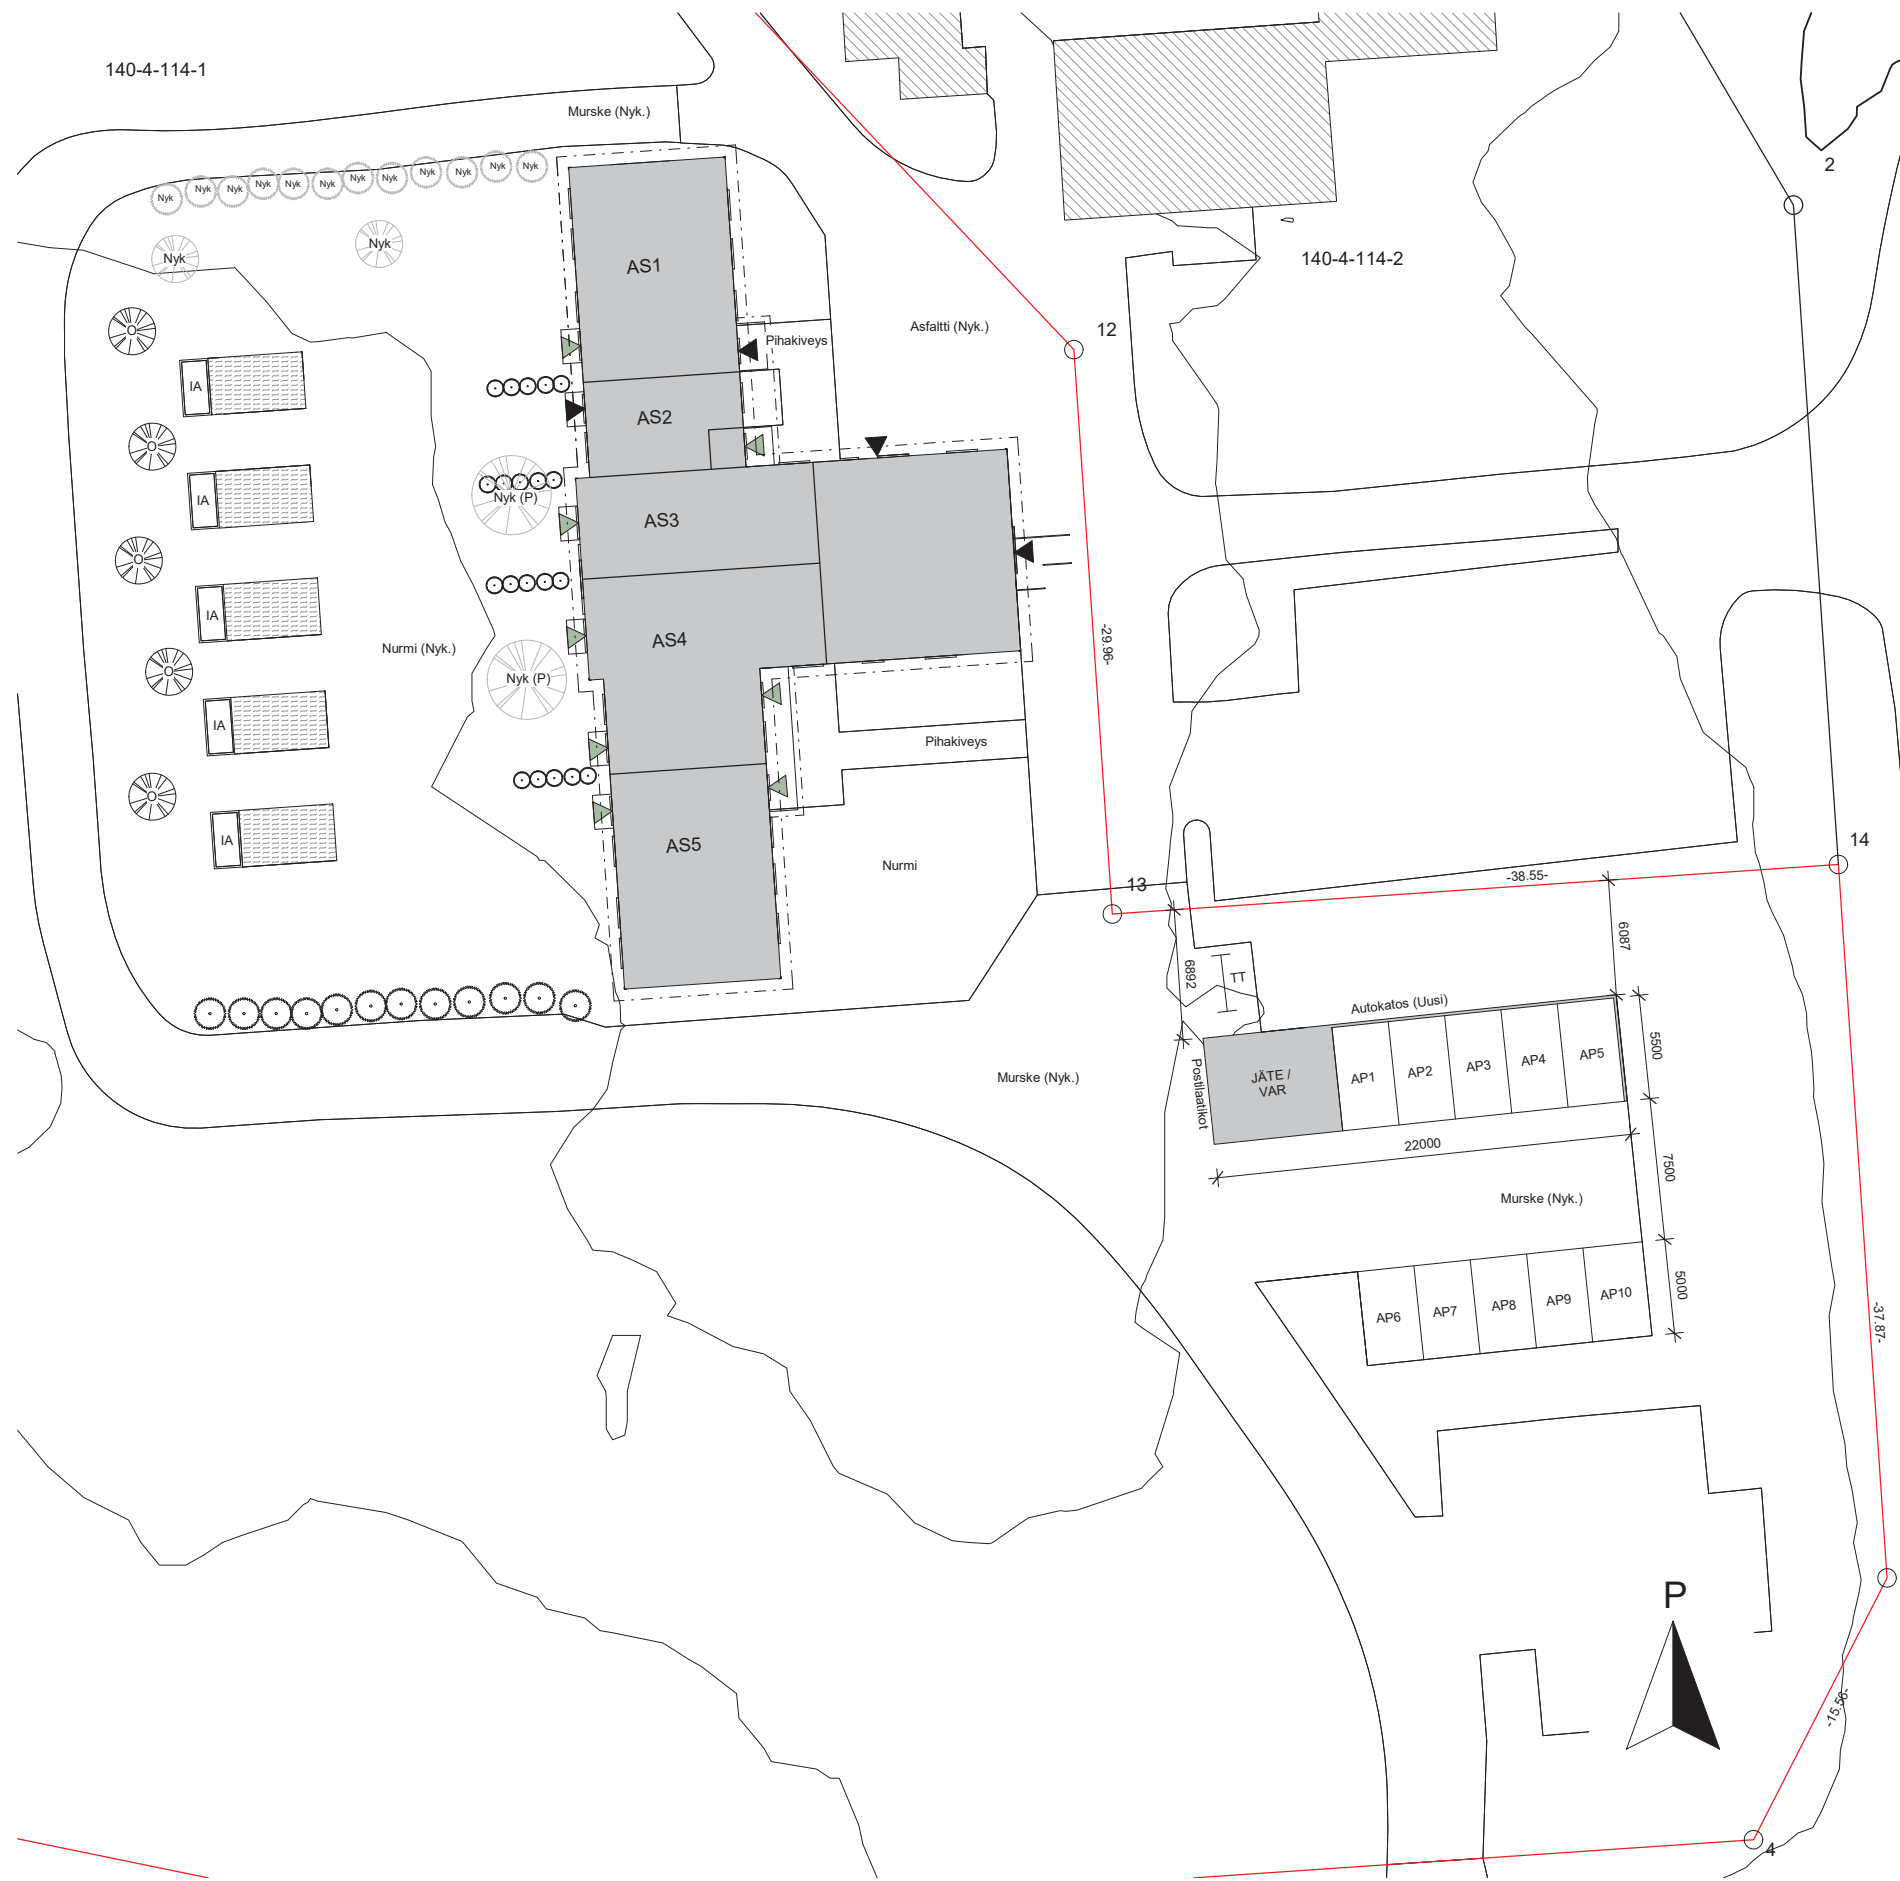 140-4-114-1
Murske (Nyk.)
2
Nyk
Nyk
Nyk
Nyk
Nyk
Nyk
Nyk
Nyk
Nyk
Nyk
Nyk
Nyk
Nyk
Nyk
140-4-114-2
AS1
12
Asfaltti (Nyk.)
Pihakiveys
O
IA
AS2
O
IA
Nyk (P)
AS3
O
IA
AS4
Nurmi (Nyk.)
-29.96-
O
Nyk (P)
IA
Pihakiveys
O
IA
AS5
Nurmi
14
13
-38.55-
6087
6892
TT
Autokatos (Uusi)
5500
JÄTE /
VAR
AP1
AP2
AP3
AP4
AP5
Murske (Nyk.)
Postilaatikot
22000
7500
Murske (Nyk.)
5000
AP6
AP7
AP8
AP9
AP10
-37.87-
P
-15.56-
4